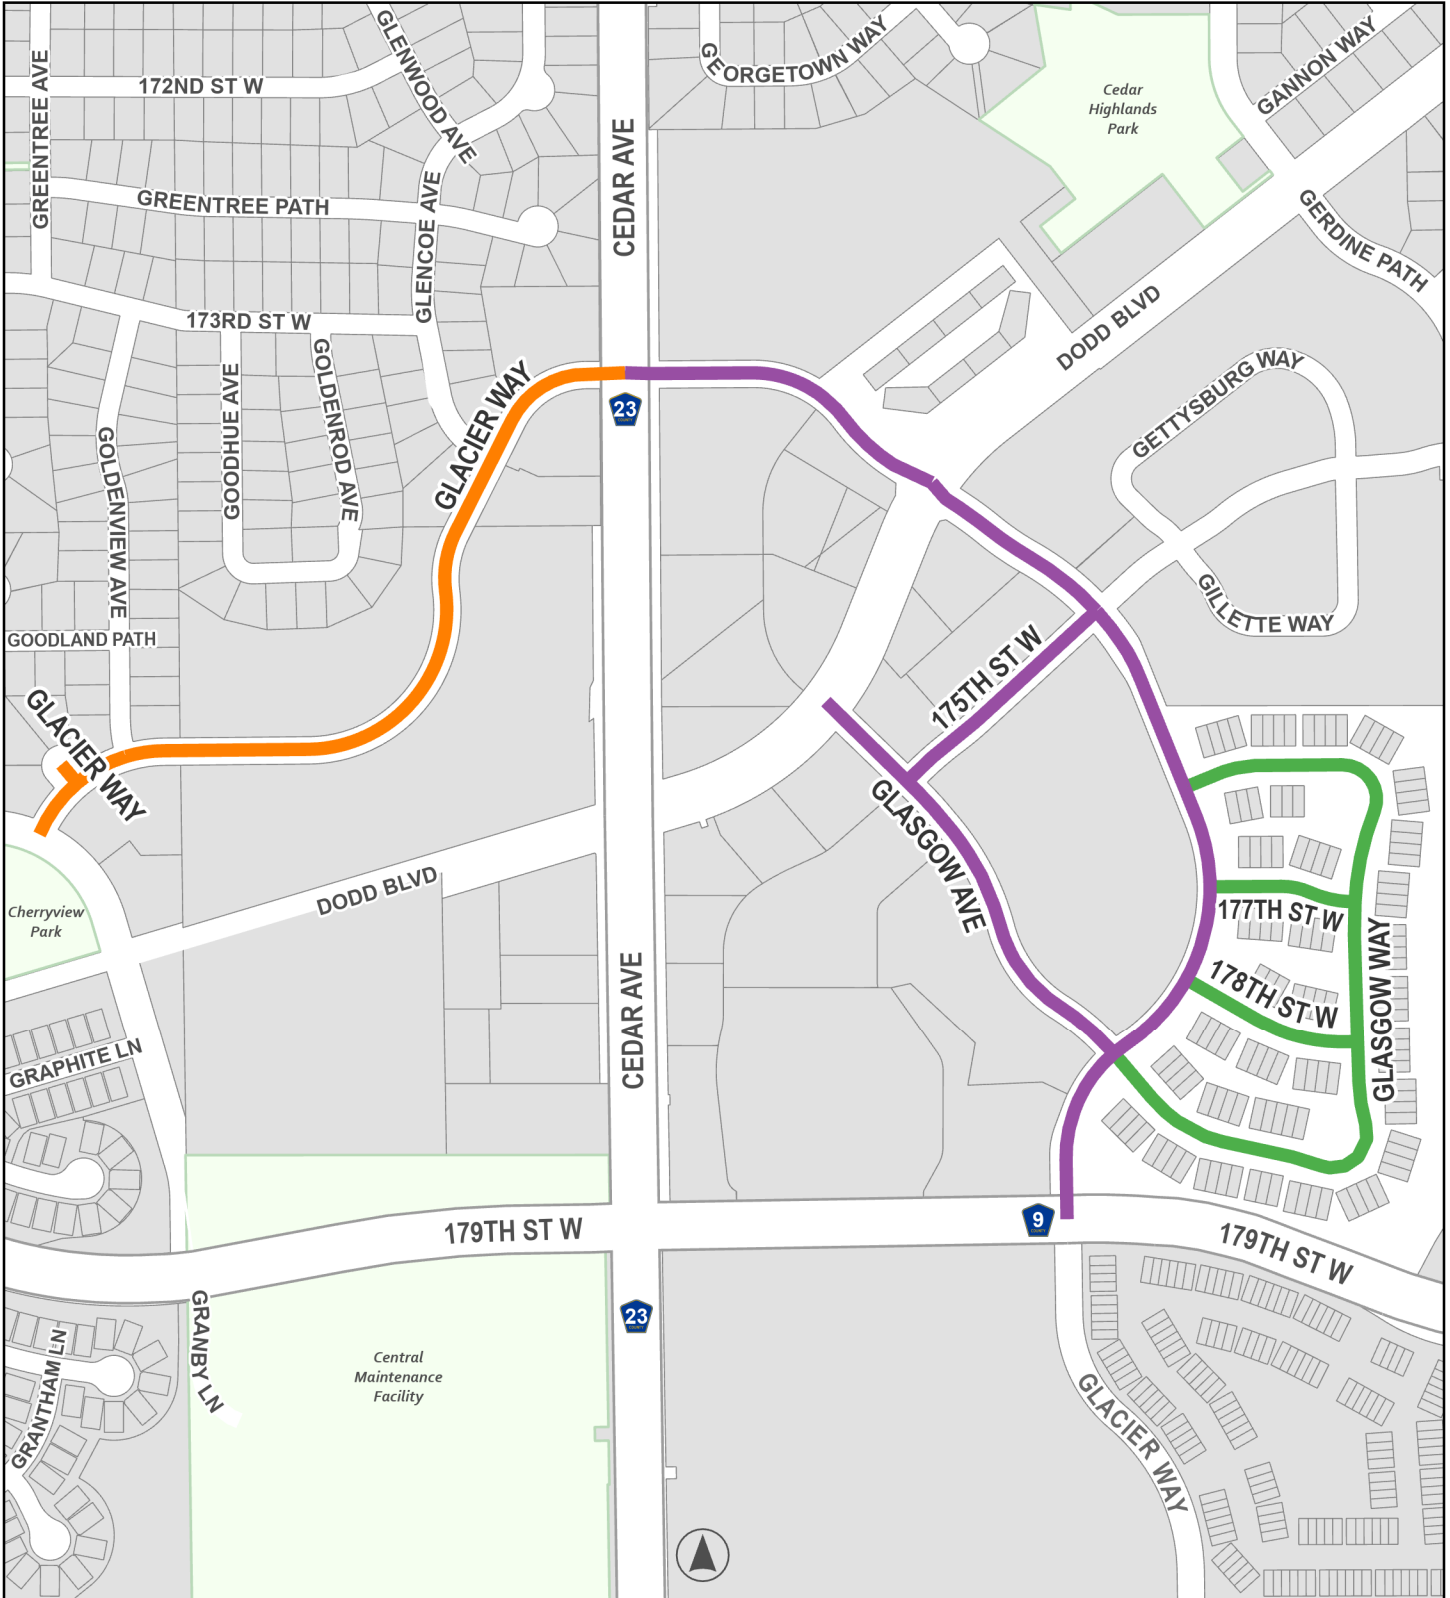 GLENWOOD AVE
GEORGETOWN WAY
GANNON WAY
GREENTREE AVE
172ND ST W
Cedar
Highlands
Park
CEDAR AVE
GREENTREE PATH
GLENCOE AVE
GERDINE PATH
173RD ST W
DODD BLVD
GOODHUE AVE
GOLDENROD AVE
GLACIER WAY
23
COUNTY
GETTYSBURG WAY
GOLDENVIEW AVE
GILLETTE WAY
GOODLAND PATH
175TH ST W
GLACIER WAY
GLASGOW AVE
DODD BLVD
Cherryview
Park
177TH ST W
GLASGOW WAY
178TH ST W
CEDAR AVE
GRAPHITE LN
179TH ST W
9
COUNTY
179TH ST W
GRANBY LN
23
COUNTY
GRANTHAM LN
Central
Maintenance
Facility
GLACIER WAY